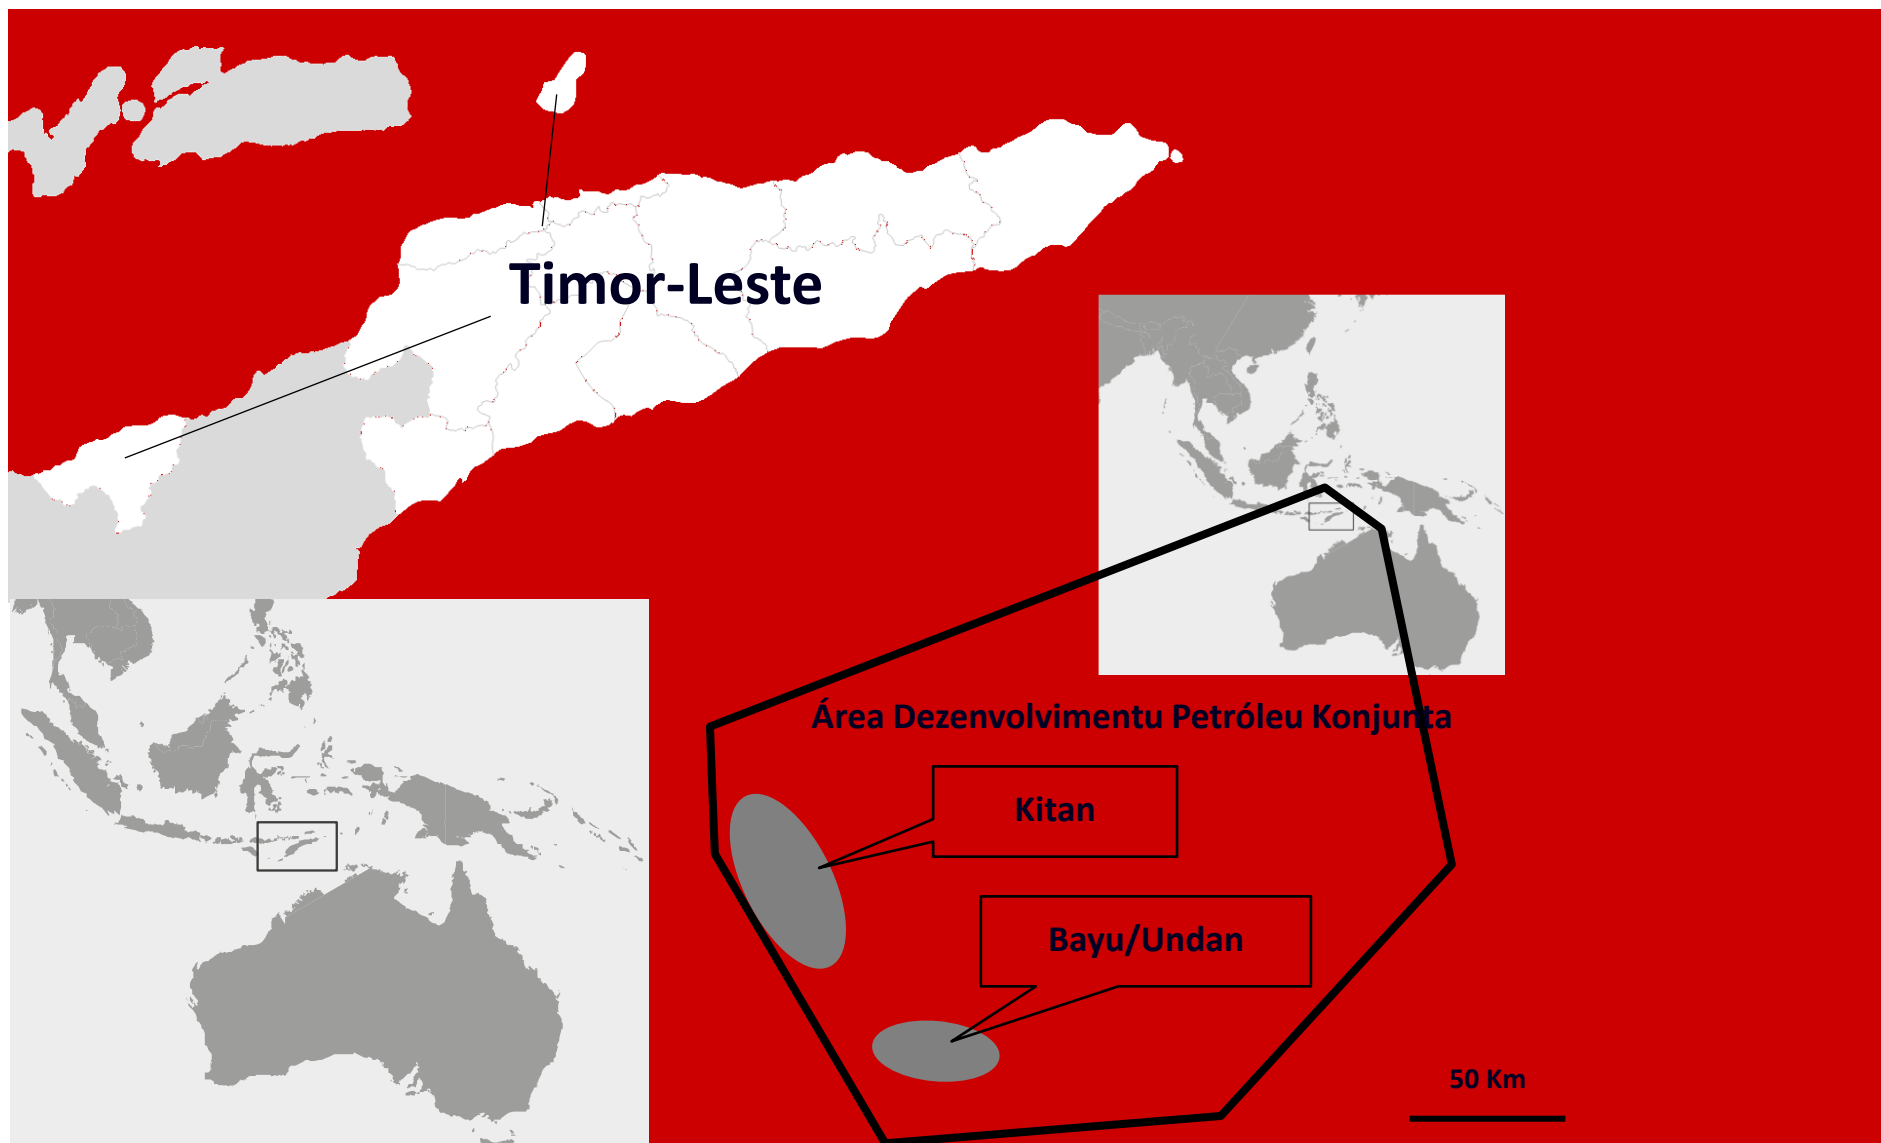 Timor-Leste
Área Dezenvolvimentu Petróleu Konjunta
Kitan
Bayu/Undan
50 Km